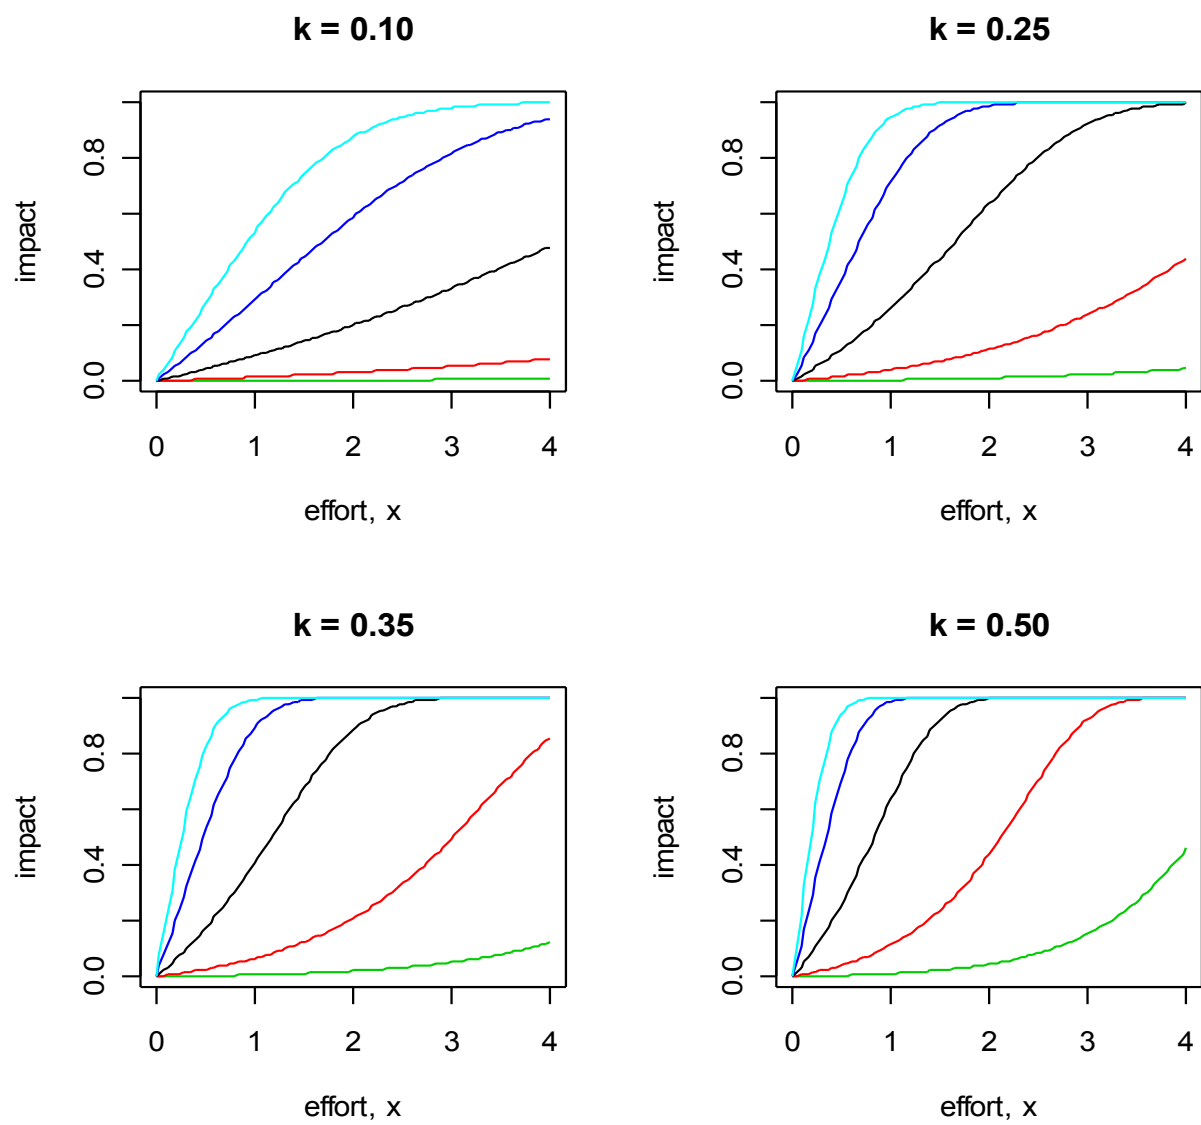 k = 0.10
impact
0.0
0.4
0.8
0 1 2 3 4
effort, x
k = 0.25
impact
0.0
0.4
0.8
0 1 2 3 4
effort, x
k = 0.35
impact
0.0
0.4
0.8
0 1 2 3 4
effort, x
k = 0.50
impact
0.0
0.4
0.8
0 1 2 3 4
effort, x